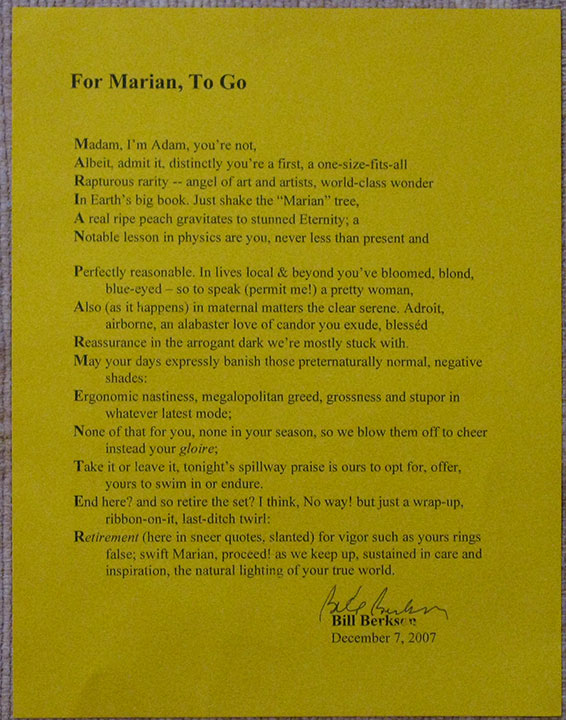 For Marian, To Go
Madam, I'm Adam, you're not,
Albeit, admit it, distinctly you're a first, a one-size-fits-all
Rapturous rarity -- angel of art and artists, world-class wonder
In Earth's big book. Just shake the "Marian" tree,
A real ripe peach gravitates to stunned Eternity; a
Notable lesson in physics are you, never less than present and
Perfectly reasonable. In lives local & beyond you've bloomed, blond,
blue-eyed – so to speak (permit me!) a pretty woman,
Also (as it happens) in maternal matters the clear serene. Adroit,
airborne, an alabaster love of candor you exude, blesséd
Reassurance in the arrogant dark we're mostly stuck with.
May your days expressly banish those preternaturally normal, negative
shades:
Ergonomic nastiness, megalopolitan greed, grossness and stupor in
whatever latest mode;
None of that for you, none in your season, so we blow them off to cheer
instead your gloire;
Take it or leave it, tonight's spillway praise is ours to opt for, offer,
yours to swim in or endure.
End here? and so retire the set? I think, No way! but just a wrap-up,
ribbon-on-it, last-ditch twirl:
Retirement (here in sneer quotes, slanted) for vigor such as yours rings
false; swift Marian, proceed! as we keep up, sustained in care and
inspiration, the natural lighting of your true world.
Bill Berkson
Bill Berkson
December 7, 2007